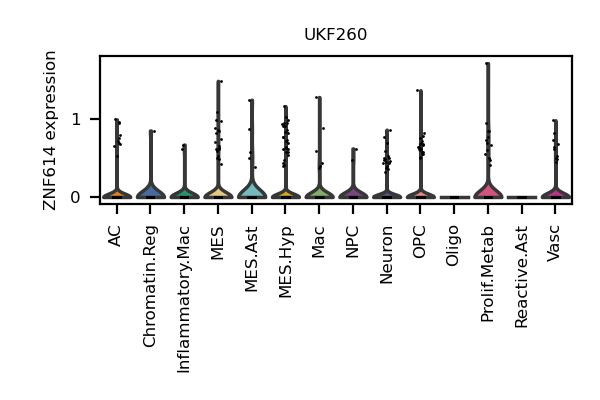 UKF260
ZNF614 expression
1
0
AC
Chromatin.Reg
Inflammatory.Mac
MES
MES.Ast
MES.Hyp
Mac
NPC
Neuron
OPC
Oligo
Prolif.Metab
Reactive.Ast
Vasc